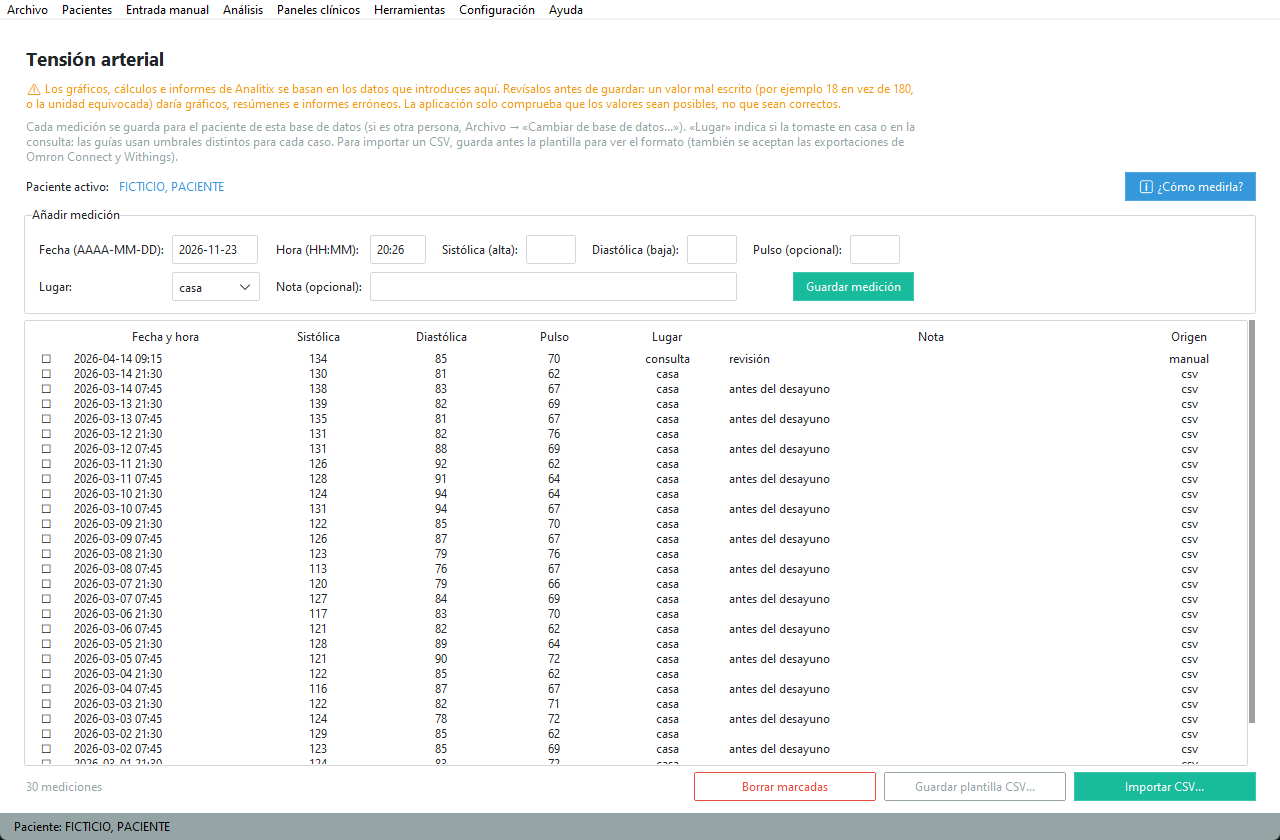 Archivo Pacientes Entrada manual Análisis Paneles clínicos Herramientas Configuración Ayuda
Tensión arterial
⚠ Los gráficos, cálculos e informes de Analitix se basan en los datos que introduces aquí. Revísalos antes de guardar: un valor mal escrito (por ejemplo 18 en vez de 180,
o la unidad equivocada) daría gráficos, resúmenes e informes erróneos. La aplicación solo comprueba que los valores sean posibles, no que sean correctos.
Cada medición se guarda para el paciente de esta base de datos (si es otra persona, Archivo → «Cambiar de base de datos...»). «Lugar» indica si la tomaste en casa o en la
consulta: las guías usan umbrales distintos para cada caso. Para importar un CSV, guarda antes la plantilla para ver el formato (también se aceptan las exportaciones de
Omron Connect y Withings).
Paciente activo: FICTICIO, PACIENTE
ⓘ ¿Cómo medirla?
Añadir medición
Fecha (AAAA-MM-DD): 2026-11-23 Hora (HH:MM): 20:26 Sistólica (alta): Diastólica (baja): Pulso (opcional):
Lugar: casa Nota (opcional): Guardar medición
Fecha y hora Sistólica Diastólica Pulso Lugar Nota Origen
2026-04-14 09:15 134 85 70 consulta revisión manual
2026-03-14 21:30 130 81 62 casa csv
2026-03-14 07:45 138 83 67 casa antes del desayuno csv
2026-03-13 21:30 139 82 69 casa csv
2026-03-13 07:45 135 81 67 casa antes del desayuno csv
2026-03-12 21:30 131 82 76 casa csv
2026-03-12 07:45 131 88 69 casa antes del desayuno csv
2026-03-11 21:30 126 92 62 casa csv
2026-03-11 07:45 128 91 64 casa antes del desayuno csv
2026-03-10 21:30 124 94 64 casa csv
2026-03-10 07:45 131 94 67 casa antes del desayuno csv
2026-03-09 21:30 122 85 70 casa csv
2026-03-09 07:45 126 87 67 casa antes del desayuno csv
2026-03-08 21:30 123 79 76 casa csv
2026-03-08 07:45 113 76 67 casa antes del desayuno csv
2026-03-07 21:30 120 79 66 casa csv
2026-03-07 07:45 127 84 69 casa antes del desayuno csv
2026-03-06 21:30 117 83 70 casa csv
2026-03-06 07:45 121 82 62 casa antes del desayuno csv
2026-03-05 21:30 128 89 64 casa csv
2026-03-05 07:45 121 90 72 casa antes del desayuno csv
2026-03-04 21:30 122 85 62 casa csv
2026-03-04 07:45 116 87 67 casa antes del desayuno csv
2026-03-03 21:30 122 82 71 casa csv
2026-03-03 07:45 124 78 72 casa antes del desayuno csv
2026-03-02 21:30 129 85 62 casa csv
2026-03-02 07:45 123 85 69 casa antes del desayuno csv
2026-03-01 21:30 124 83 72 casa csv
30 mediciones Borrar marcadas Guardar plantilla CSV... Importar CSV...
Paciente: FICTICIO, PACIENTE